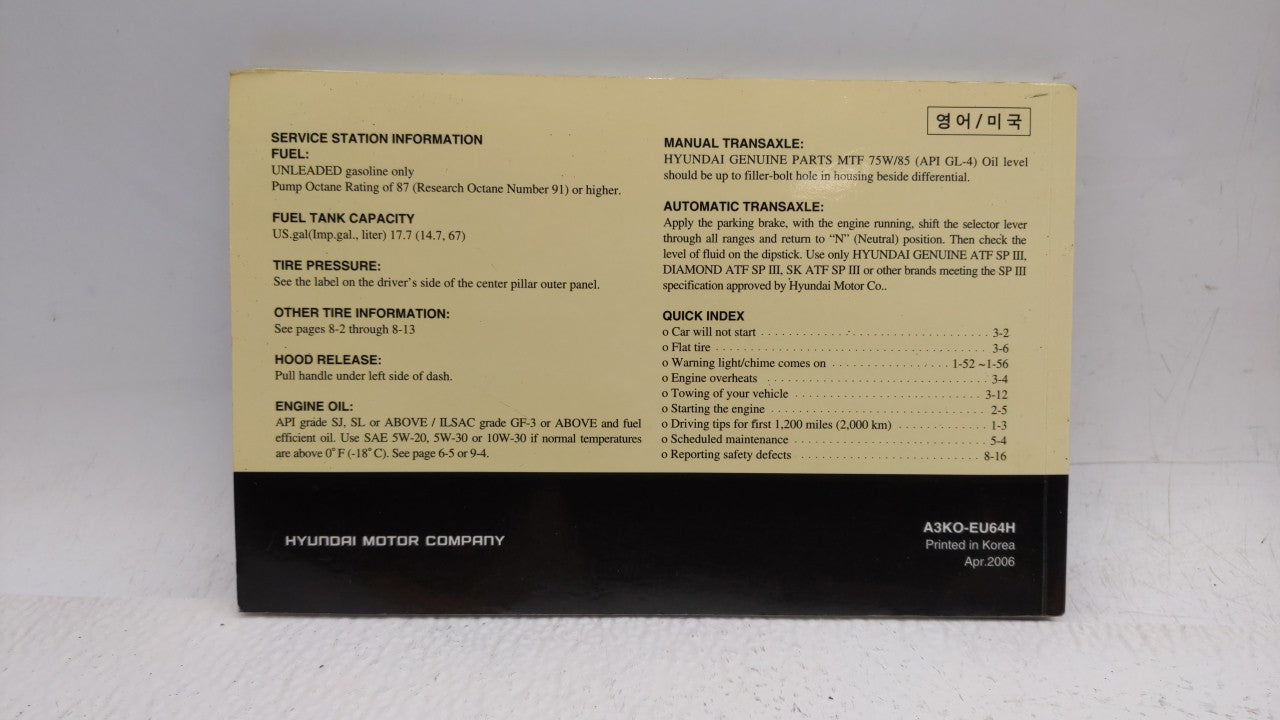 SERVICE STATION INFORMATION
FUEL:
UNLEADED gasoline only
Pump Octane Rating of 87 (Research Octane Number 91) or higher.
FUEL TANK CAPACITY
US.gal(Imp.gal., liter) 17.7 (14.7, 67)
TIRE PRESSURE:
See the label on the driver's side of the center pillar outer panel.
OTHER TIRE INFORMATION:
See pages 8-2 through 8-13
HOOD RELEASE:
Pull handle under left side of dash.
ENGINE OIL:
API grade SJ, SL or ABOVE / ILSAC grade GF-3 or ABOVE and fuel
efficient oil. Use SAE 5W-20, 5W-30 or 10W-30 if normal temperatures
are above 0°F (-18°C). See page 6-5 or 9-4.
영어/미국
MANUAL TRANSAXLE:
HYUNDAI GENUINE PARTS MTF 75W/85 (API GL-4) Oil level
should be up to filler-bolt hole in housing beside differential.
AUTOMATIC TRANSAXLE:
Apply the parking brake, with the engine running, shift the selector lever
through all ranges and return to “N” (Neutral) position. Then check the
level of fluid on the dipstick. Use only HYUNDAI GENUINE ATF SP III,
DIAMOND ATF SP III, SK ATF SP III or other brands meeting the SP III
specification approved by Hyundai Motor Co..
QUICK INDEX
o Car will not start . . . . . . . . . . 3-2
o Flat tire . . . . . . . . . . 3-6
o Warning light/chime comes on . . . . . . . . . . 1-52 ~1-56
o Engine overheats . . . . . . . . . . 3-4
o Towing of your vehicle . . . . . . . . . . 3-12
o Starting the engine . . . . . . . . . . 2-5
o Driving tips for first 1,200 miles (2,000 km) . . . . . . . . . . 1-3
o Scheduled maintenance . . . . . . . . . . 5-4
o Reporting safety defects . . . . . . . . . . 8-16
HYUNDAI MOTOR COMPANY
A3KO-EU64H
Printed in Korea
Apr.2006